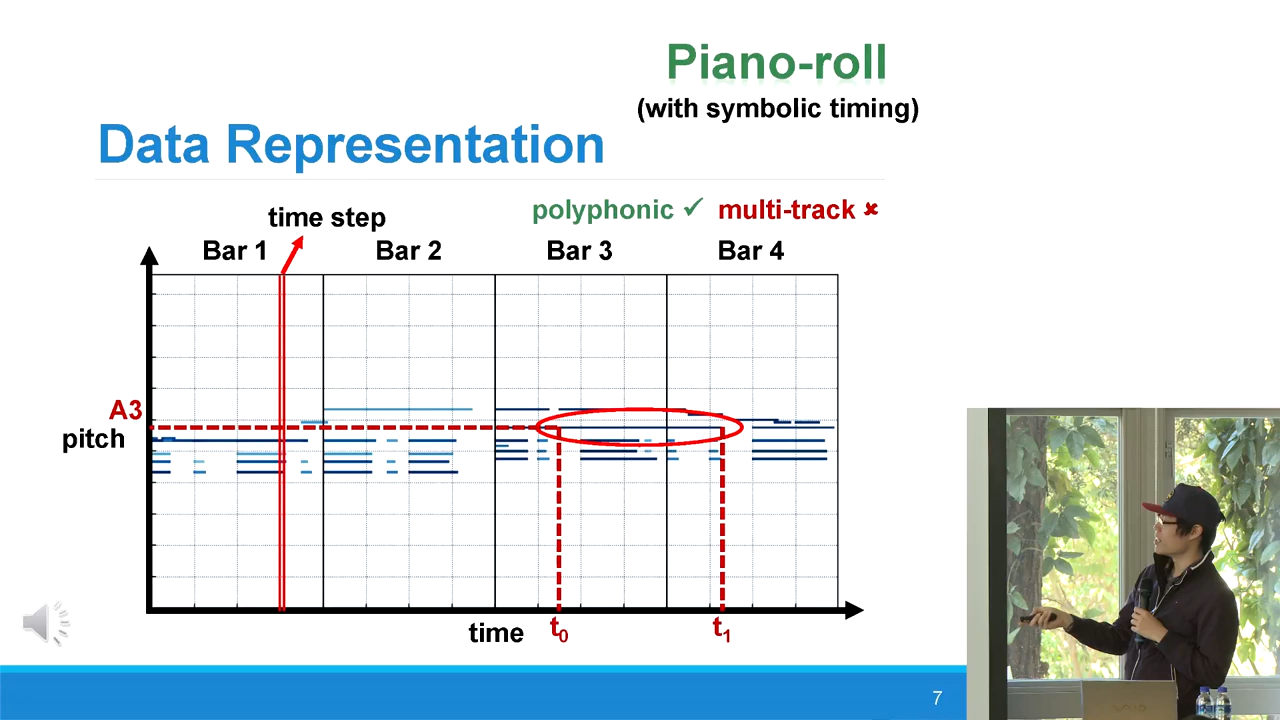 Piano-roll
(with symbolic timing)
Data Representation
polyphonic ✓ multi-track ✘
time step
Bar 1 Bar 2 Bar 3 Bar 4
A3
pitch
time t0 t1
7
VAIO